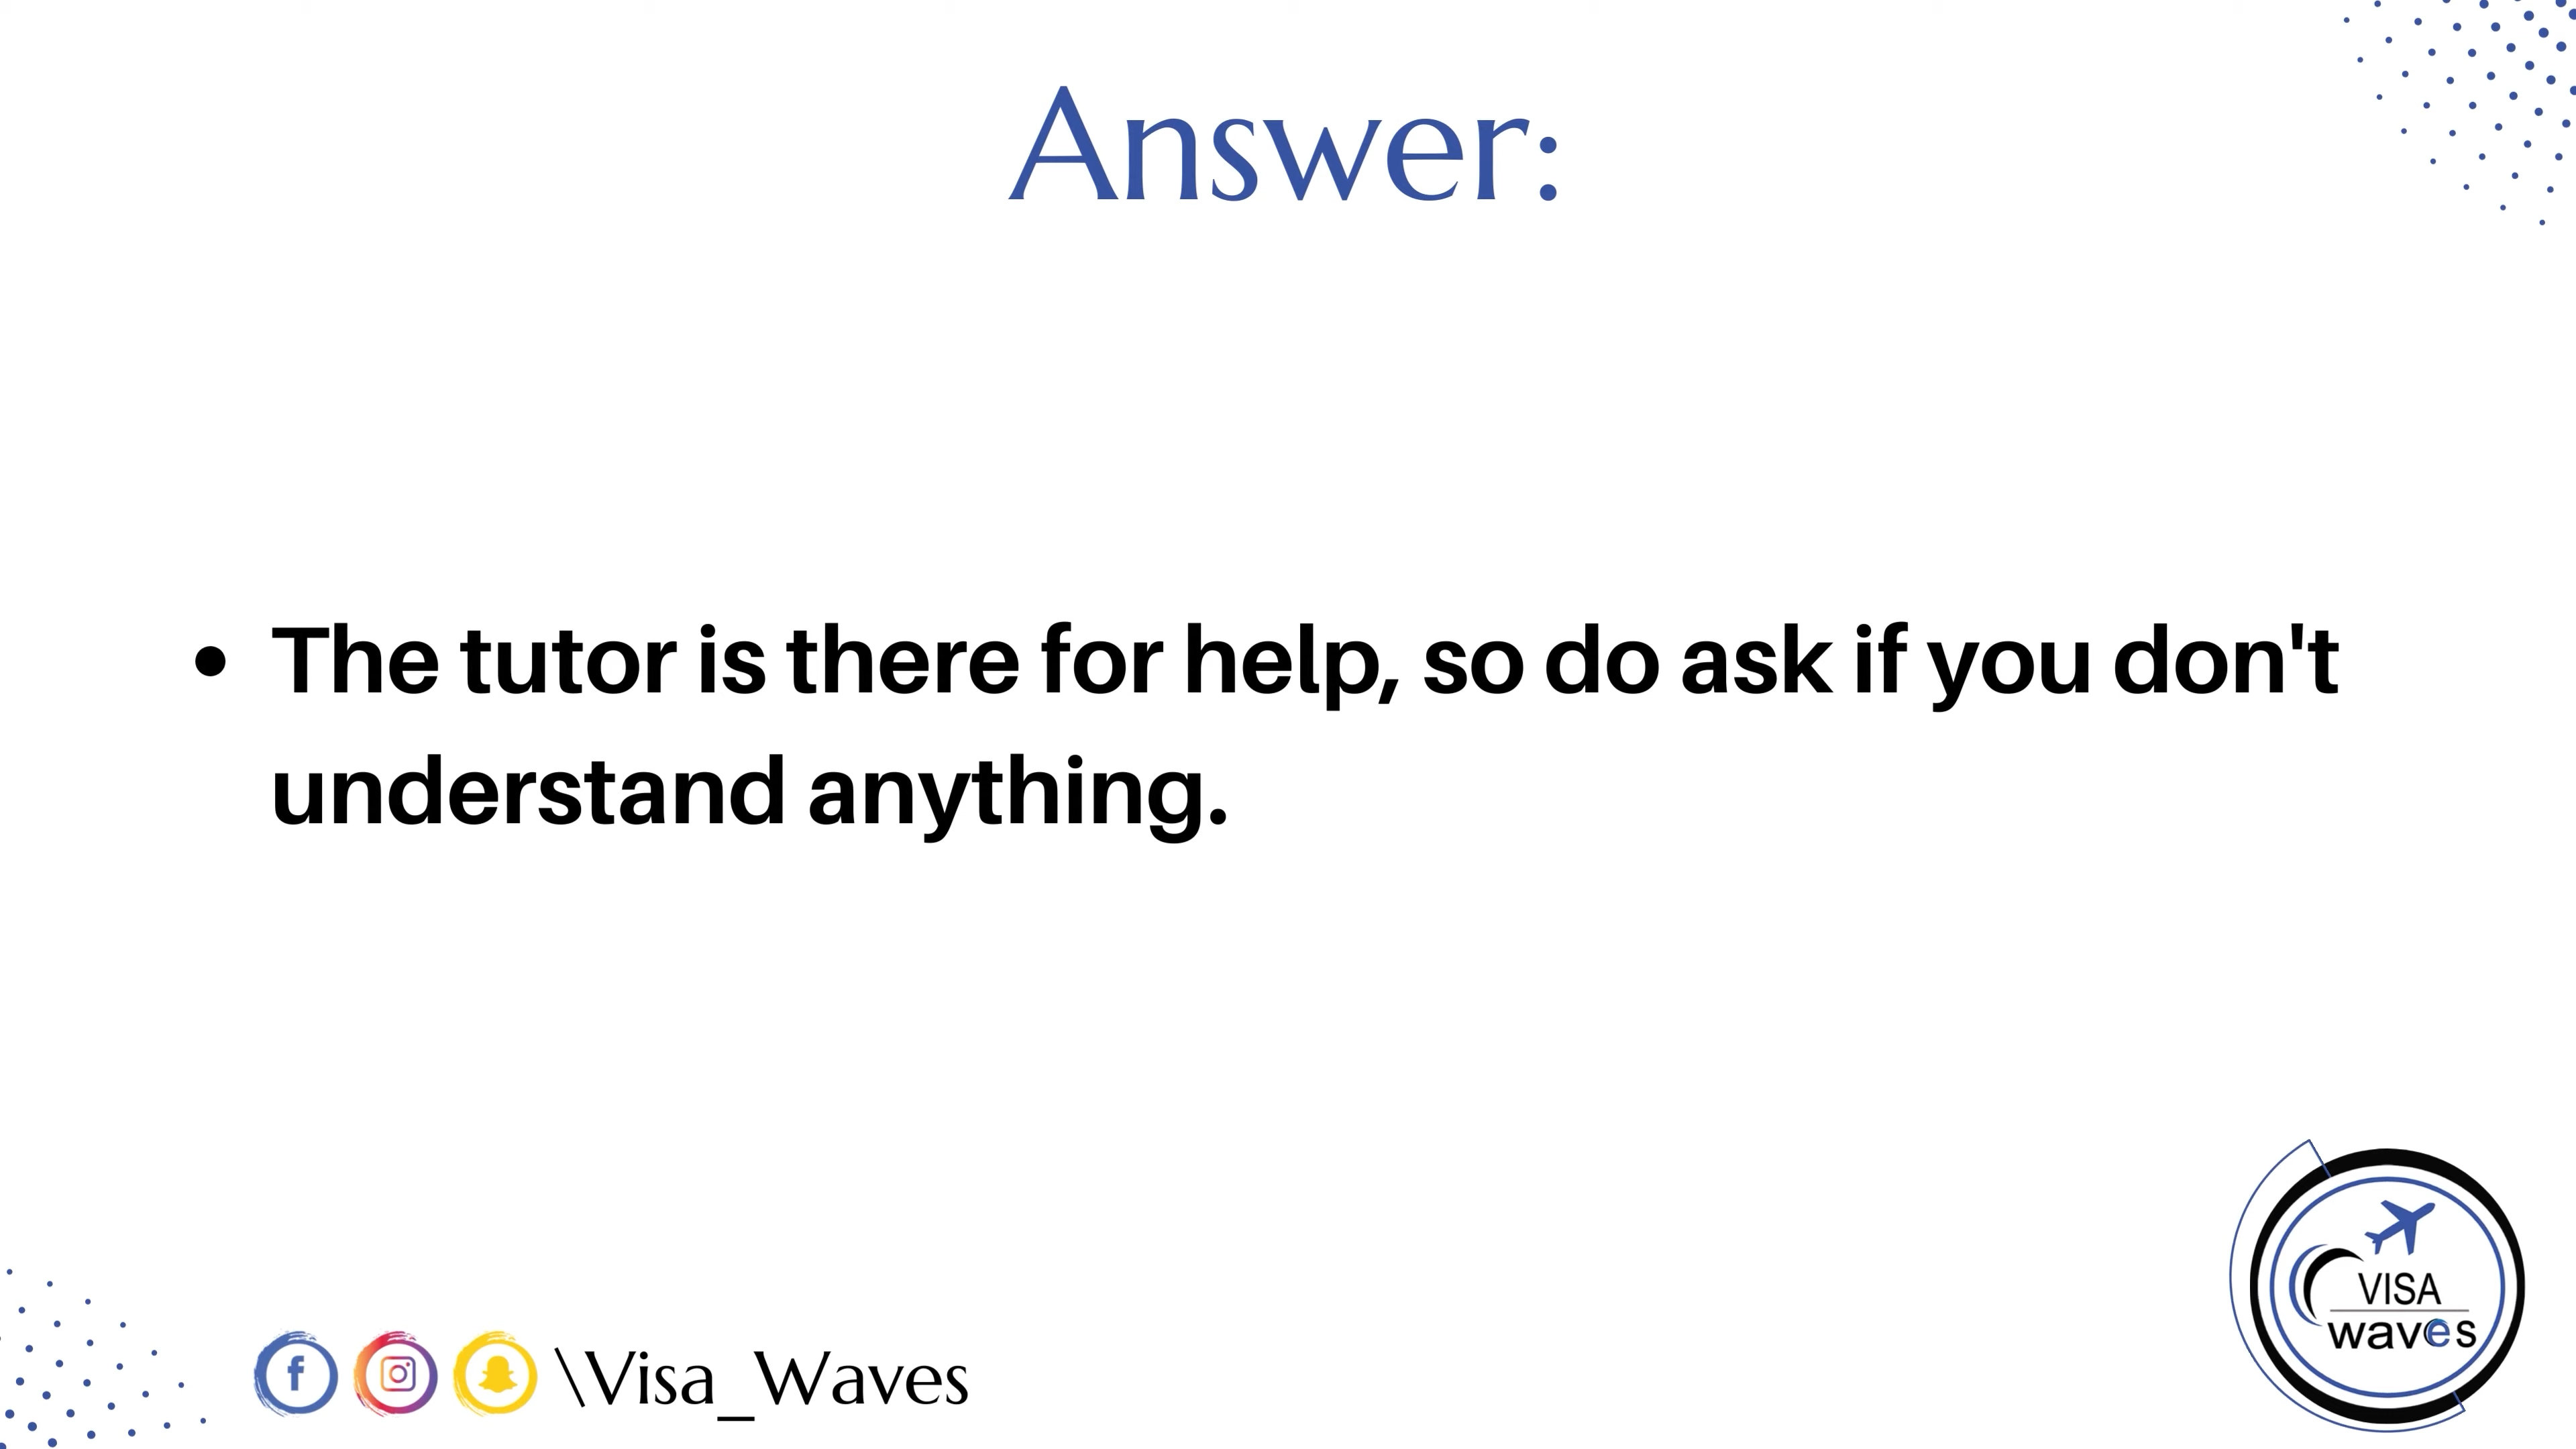 Answer:
• The tutor is there for help, so do ask if you don't
understand anything.
\Visa_Waves
VISA
waves